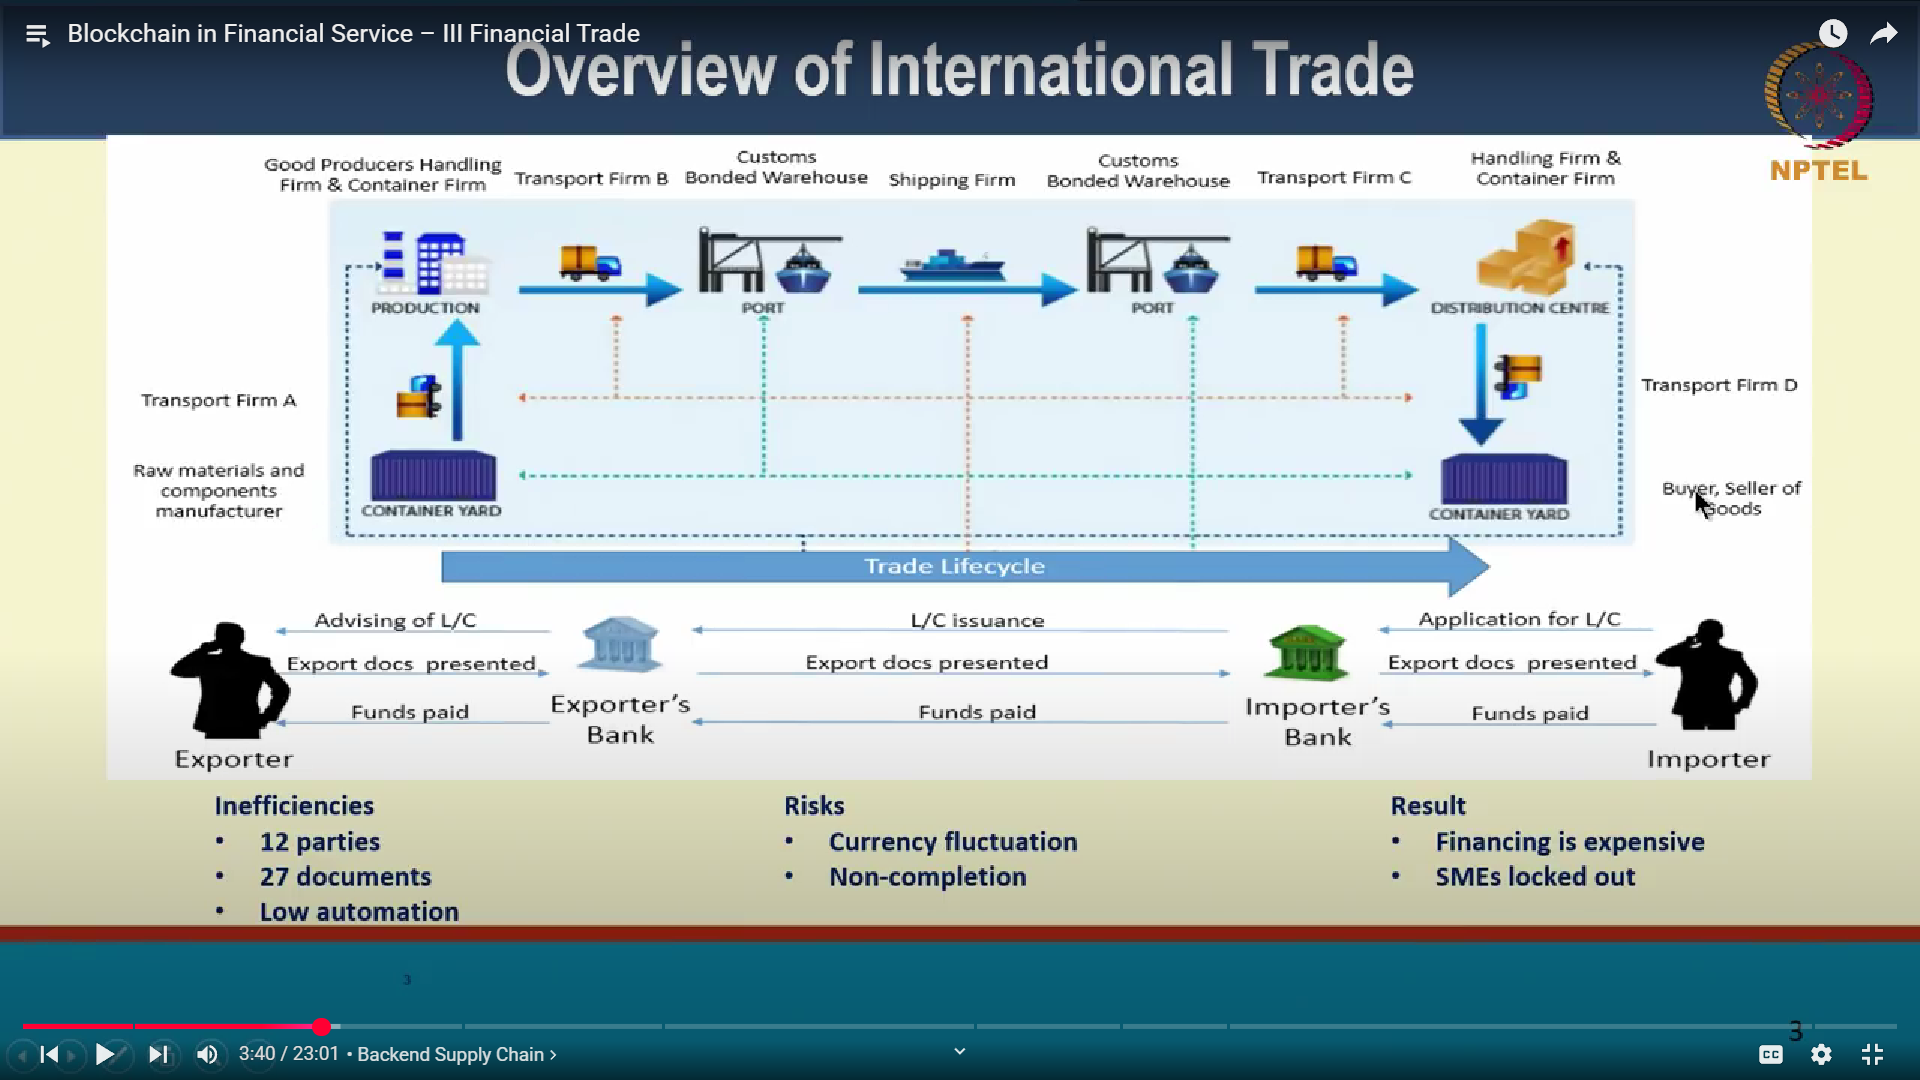 Blockchain in Financial Service – III Financial Trade
Overview of International Trade
NPTEL
Good Producers Handling
Firm & Container Firm
Transport Firm B
Customs
Bonded Warehouse
Shipping Firm
Customs
Bonded Warehouse
Transport Firm C
Handling Firm &
Container Firm
PRODUCTION
PORT
PORT
DISTRIBUTION CENTRE
Transport Firm A
Transport Firm D
Raw materials and
components
manufacturer
CONTAINER YARD
CONTAINER YARD
Buyer, Seller of
Goods
Trade Lifecycle
Advising of L/C
L/C issuance
Application for L/C
Export docs presented
Export docs presented
Export docs presented
Funds paid
Funds paid
Funds paid
Exporter
Exporter's
Bank
Importer's
Bank
Importer
Inefficiencies
• 12 parties
• 27 documents
• Low automation
Risks
• Currency fluctuation
• Non-completion
Result
• Financing is expensive
• SMEs locked out
3
3
3:40 / 23:01 • Backend Supply Chain ›
CC